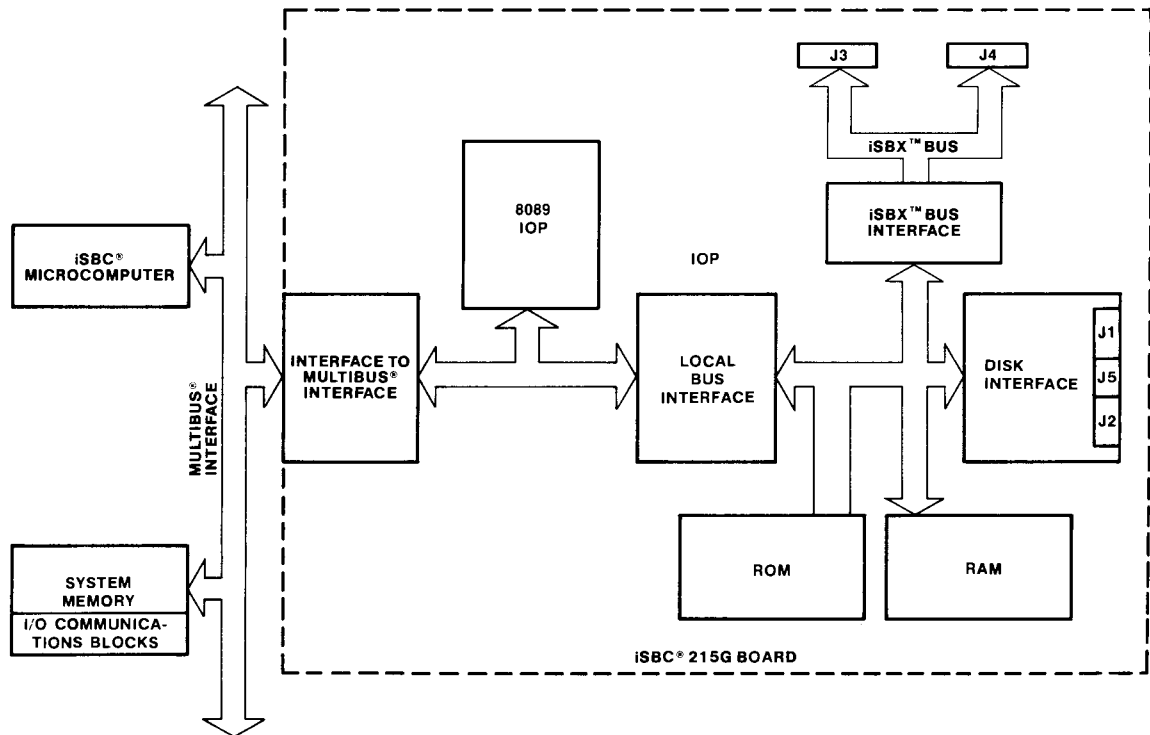 J3
J4
iSBX™ BUS
8089
IOP
iSBX™ BUS
INTERFACE
iSBC®
MICROCOMPUTER
IOP
INTERFACE TO
MULTIBUS®
INTERFACE
LOCAL
BUS
INTERFACE
DISK
INTERFACE
J1
J5
J2
MULTIBUS®
INTERFACE
ROM
RAM
SYSTEM
MEMORY
I/O COMMUNICA-
TIONS BLOCKS
iSBC® 215G BOARD